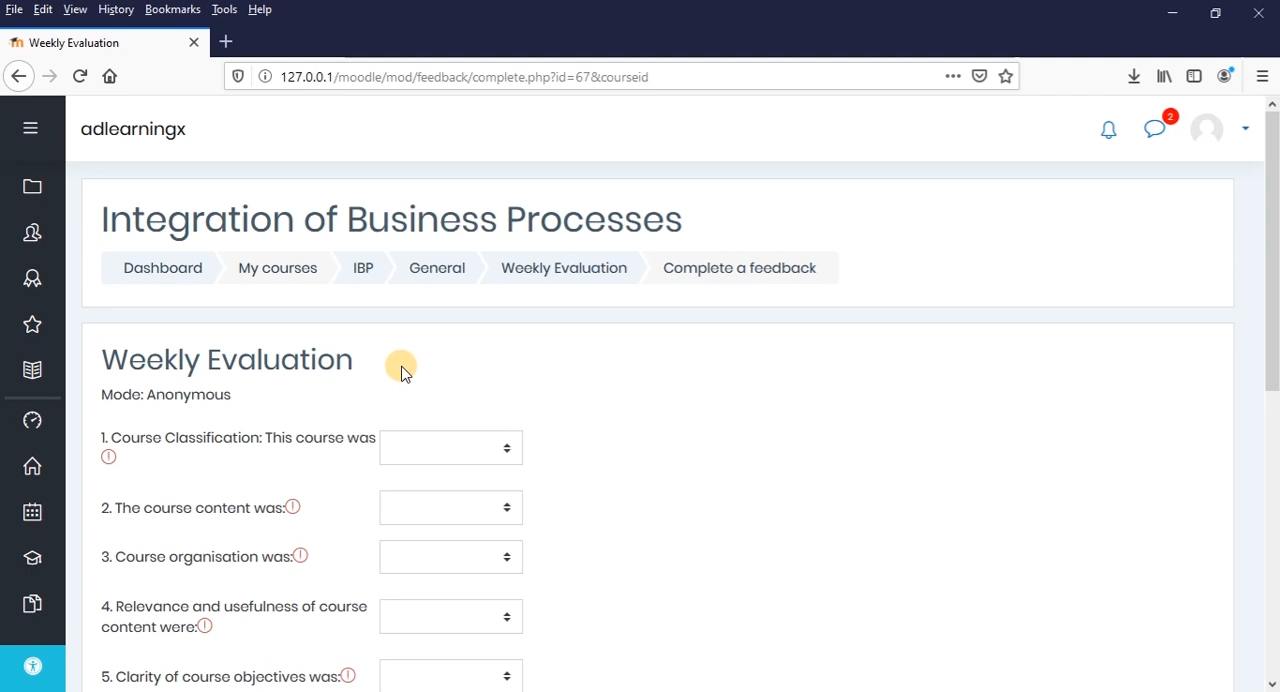 File Edit View History Bookmarks Tools Help
Weekly Evaluation
127.0.0.1/moodle/mod/feedback/complete.php?id=67&courseid
adlearningx
2
Integration of Business Processes
Dashboard My courses IBP General Weekly Evaluation Complete a feedback
Weekly Evaluation
Mode: Anonymous
1. Course Classification: This course was
2. The course content was:
3. Course organisation was:
4. Relevance and usefulness of course
content were:
5. Clarity of course objectives was: